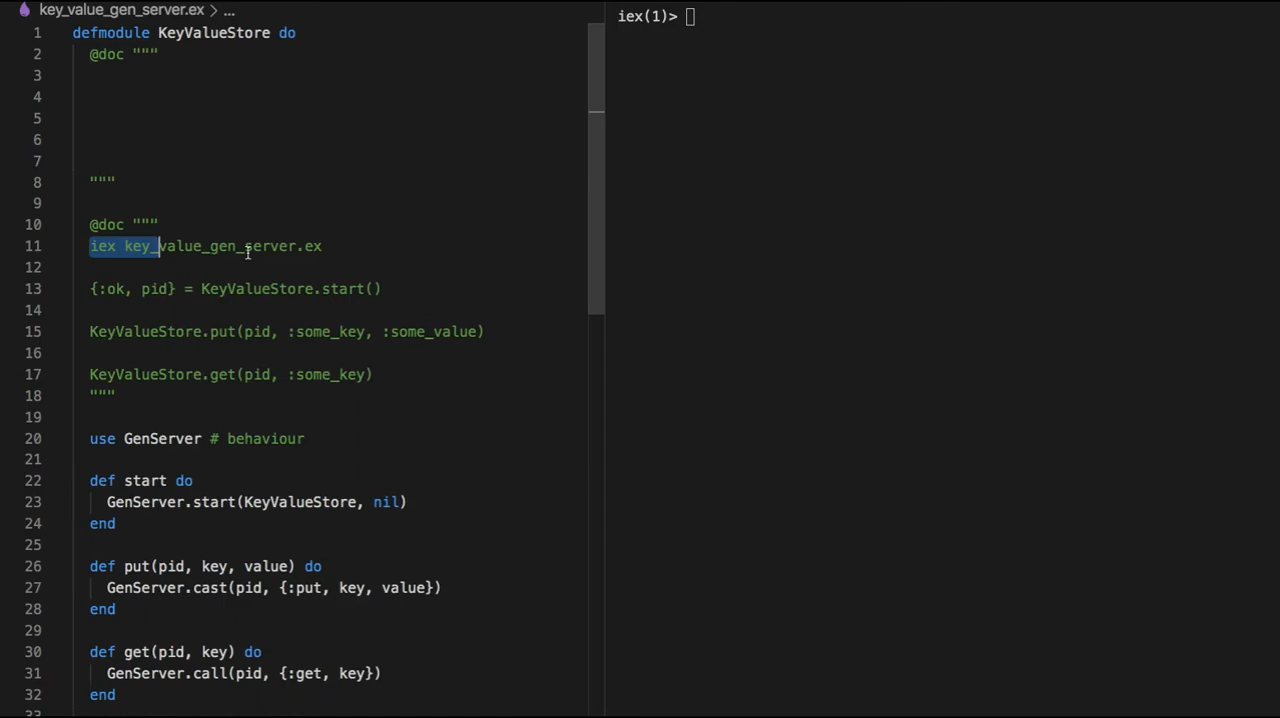 key_value_gen_server.ex > ...
1 defmodule KeyValueStore do
2 @doc """
3
4
5
6
7
8 """
9
10 @doc """
11 iex key_value_gen_server.ex
12
13 {:ok, pid} = KeyValueStore.start()
14
15 KeyValueStore.put(pid, :some_key, :some_value)
16
17 KeyValueStore.get(pid, :some_key)
18 """
19
20 use GenServer # behaviour
21
22 def start do
23 GenServer.start(KeyValueStore, nil)
24 end
25
26 def put(pid, key, value) do
27 GenServer.cast(pid, {:put, key, value})
28 end
29
30 def get(pid, key) do
31 GenServer.call(pid, {:get, key})
32 end
33
iex(1)>